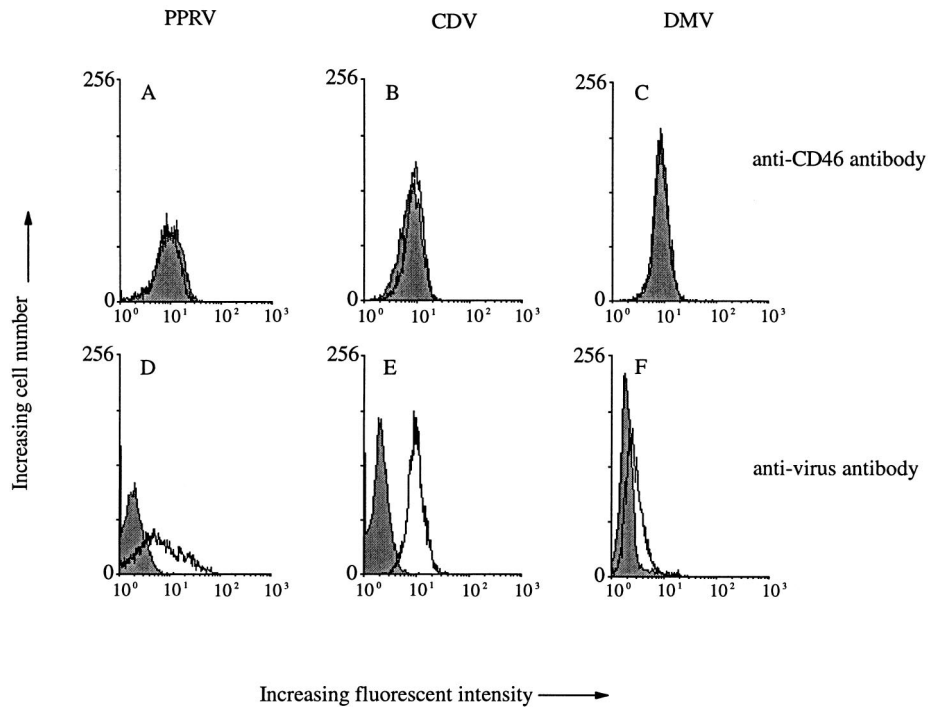 PPRV CDV DMV
256 256 256
A B C
anti-CD46 antibody
0 0 0
10⁰ 10¹ 10² 10³ 10⁰ 10¹ 10² 10³ 10⁰ 10¹ 10² 10³
Increasing cell number
256 256 256
D E F
anti-virus antibody
0 0 0
10⁰ 10¹ 10² 10³ 10⁰ 10¹ 10² 10³ 10⁰ 10¹ 10² 10³
Increasing fluorescent intensity